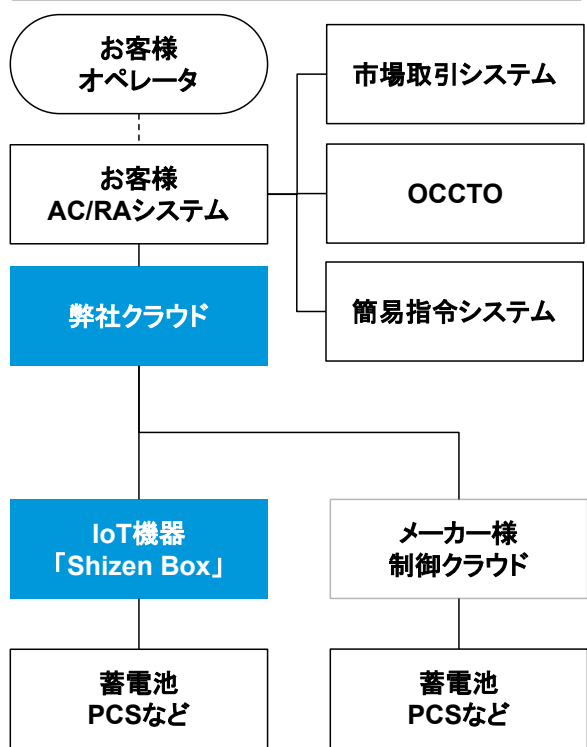 お客様
オペレータ
市場取引システム
お客様
AC/RAシステム
OCCTO
弊社クラウド
簡易指令システム
IoT機器
「Shizen Box」
メーカー様
制御クラウド
蓄電池
PCSなど
蓄電池
PCSなど